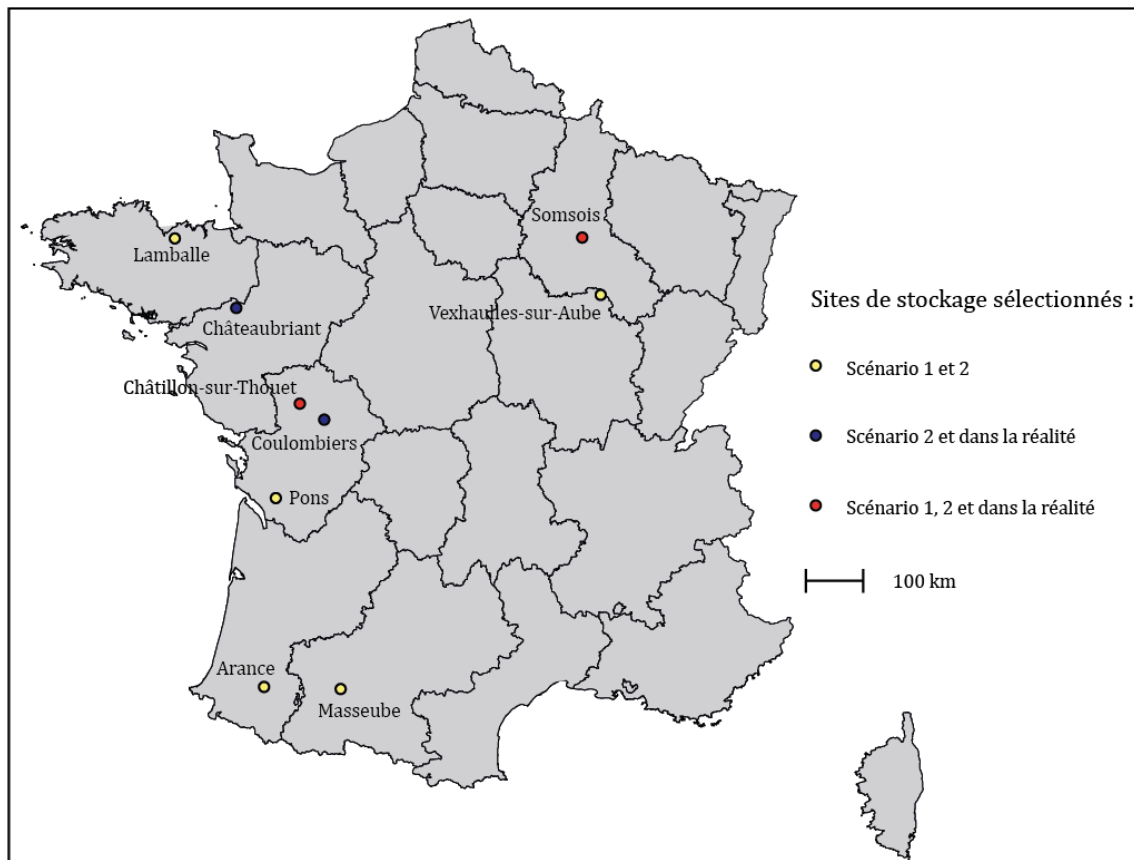 Somsois
Lamballe
Vexhaulles-sur-Aube
Châteaubriant
Châtillon-sur-Thouet
Coulombiers
Pons
Arance
Masseube
Sites de stockage sélectionnés :
Scénario 1 et 2
Scénario 2 et dans la réalité
Scénario 1, 2 et dans la réalité
100 km